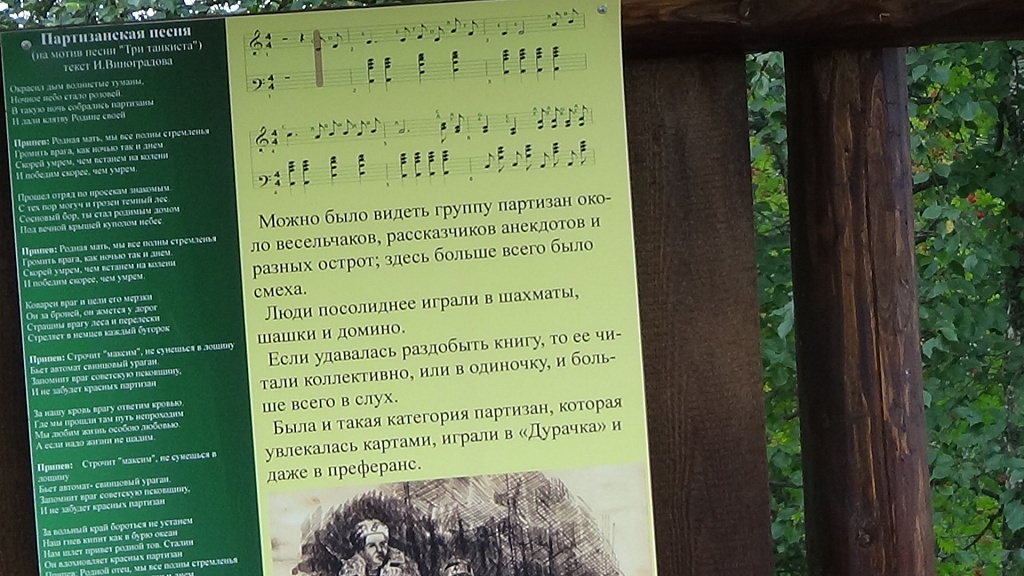 Партизанская песня
(на мотив песни "Три танкиста")
текст И.Виноградова
Окрасил дым волнистые туманы,
Ночное небо стало розовей.
В такую ночь собрались партизаны
И дали клятву Родине своей
Припев: Родная мать, мы все полны стремленья
Громить врага, как ночью так и днем
Скорей умрем, чем встанем на колени
И победим скорее, чем умрем.
Прошел отряд по просекам знакомым.
С тех пор могуч и грозен темный лес.
Сосновый бор, ты стал родимым домом
Под вечной крышей куполом небес.
Припев: Родная мать, мы все полны стремленья
Громить врага, как ночью так и днем.
Скорей умрем, чем встанем на колени
И победим скорее, чем умрем.
Коварен враг и цели его мерзки
Он за броней, он жмется у дорог
Страшны врагу леса и перелески
Стреляет в немцев каждый бугорок
Припев: Строчит "максим", не сунешься в лощину
Бьет автомат свинцовый ураган.
Запомнит враг советскую псковщину,
И не забудет красных партизан
За нашу кровь врагу ответим кровью.
Где мы прошли там путь непроходим
Мы любим жизнь особою любовью.
А если надо жизни не щадим.
Припев: Строчит "максим", не сунешься в
лощину
Бьет автомат- свинцовый ураган.
Запомнит враг советскую псковщину,
И не забудет красных партизан
За вольный край бороться не устанем
Наш гнев кипит как в бурю океан
Нам шлет привет родной тов. Сталин
Он вдохновляет красных партизан
Припев: Родной отец, мы все полны стремленья
Можно было видеть группу партизан око-
ло весельчаков, рассказчиков анекдотов и
разных острот; здесь больше всего было
смеха.
Люди посолиднее играли в шахматы,
шашки и домино.
Если удавалась раздобыть книгу, то ее чи-
тали коллективно, или в одиночку, и боль-
ше всего в слух.
Была и такая категория партизан, которая
увлекалась картами, играли в «Дурачка» и
даже в преферанс.